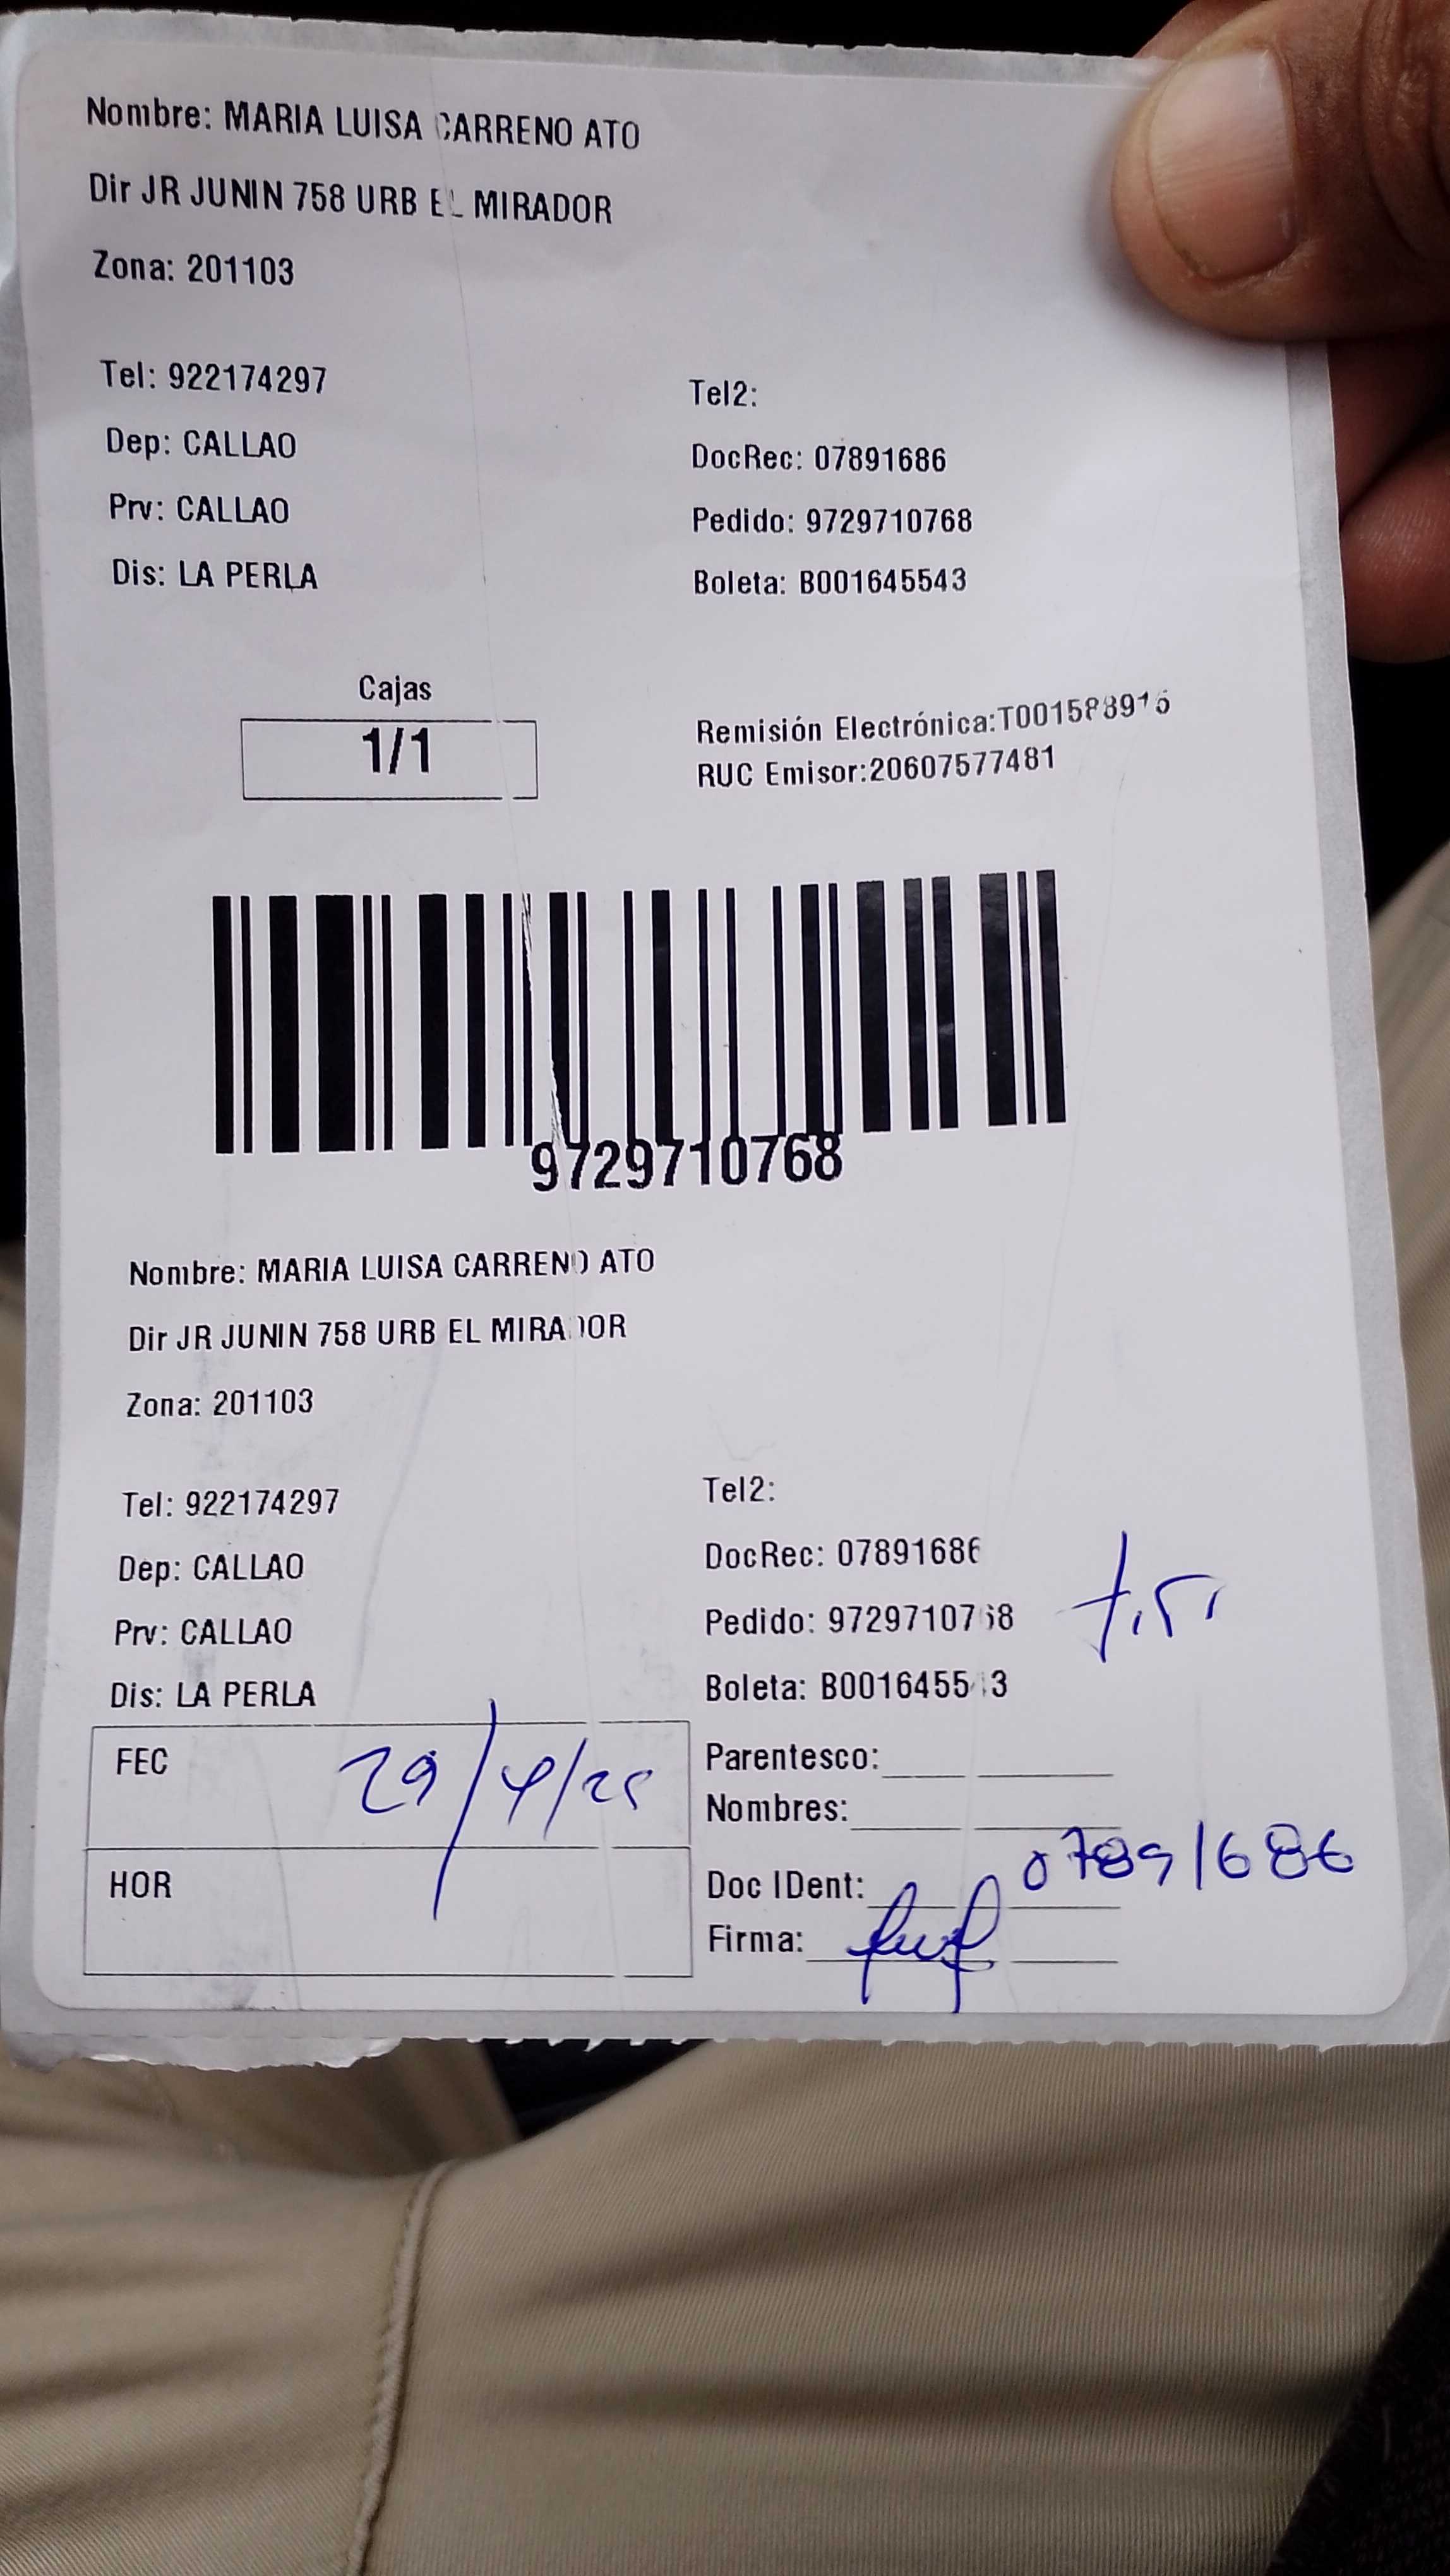 Nombre: MARIA LUISA CARRENO ATO
Dir JR JUNIN 758 URB EL MIRADOR
Zona: 201103
Tel: 922174297
Tel2:
Dep: CALLAO
DocRec: 07891686
Prv: CALLAO
Pedido: 9729710768
Dis: LA PERLA
Boleta: B001645543
Cajas
1/1
Remisión Electrónica:
RUC Emisor:20607577481
9729710768
Nombre: MARIA LUISA CARRENO ATO
Dir JR JUNIN 758 URB EL MIRADOR
Zona: 201103
Tel: 922174297
Tel2:
Dep: CALLAO
DocRec: 07891686
Prv: CALLAO
Pedido: 9729710768
Dis: LA PERLA
Boleta: B001645543
FEC 29/4/25
Parentesco:
Nombres:
HOR
Doc IDent: 07891686
Firma: